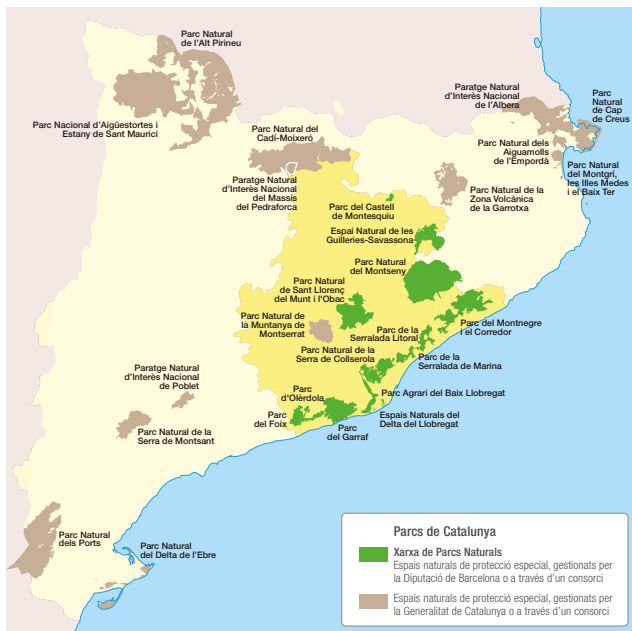 Parc Natural
de l'Alt Pirineu
Parc Nacional d'Aigüestortes i
Estany de Sant Maurici
Parc Natural del
Cadí-Moixeró
Paratge Natural
d'Interès Nacional
de l'Albera
Parc
Natural
de Cap
de Creus
Parc Natural dels
Aiguamolls
de l'Empordà
Parc Natural
del Montgrí,
les Illes Medes
i el Baix Ter
Paratge Natural
d'Interès Nacional
del Massís
del Pedraforca
Parc del Castell
de Montesquiu
Parc Natural de la
Zona Volcànica
de la Garrotxa
Espai Natural de les
Guilleries-Savassona
Parc Natural
del Montseny
Parc Natural
de Sant Llorenç
del Munt i l'Obac
Parc Natural de
la Muntanya de
Montserrat
Parc del Montnegre
i el Corredor
Parc de la
Serralada Litoral
Parc Natural de la
Serra de Collserola
Parc de la
Serralada de Marina
Paratge Natural
d'Interès Nacional
de Poblet
Parc
d'Olèrdola
Parc Agrari del Baix Llobregat
Parc
del Foix
Espais Naturals del
Delta del Llobregat
Parc
del Garraf
Parc Natural de la
Serra de Montsant
Parc Natural
dels Ports
Parc Natural
del Delta de l'Ebre
Parcs de Catalunya
Xarxa de Parcs Naturals
Espais naturals de protecció especial, gestionats per
la Diputació de Barcelona o a través d'un consorci
Espais naturals de protecció especial, gestionats per
la Generalitat de Catalunya o a través d'un consorci